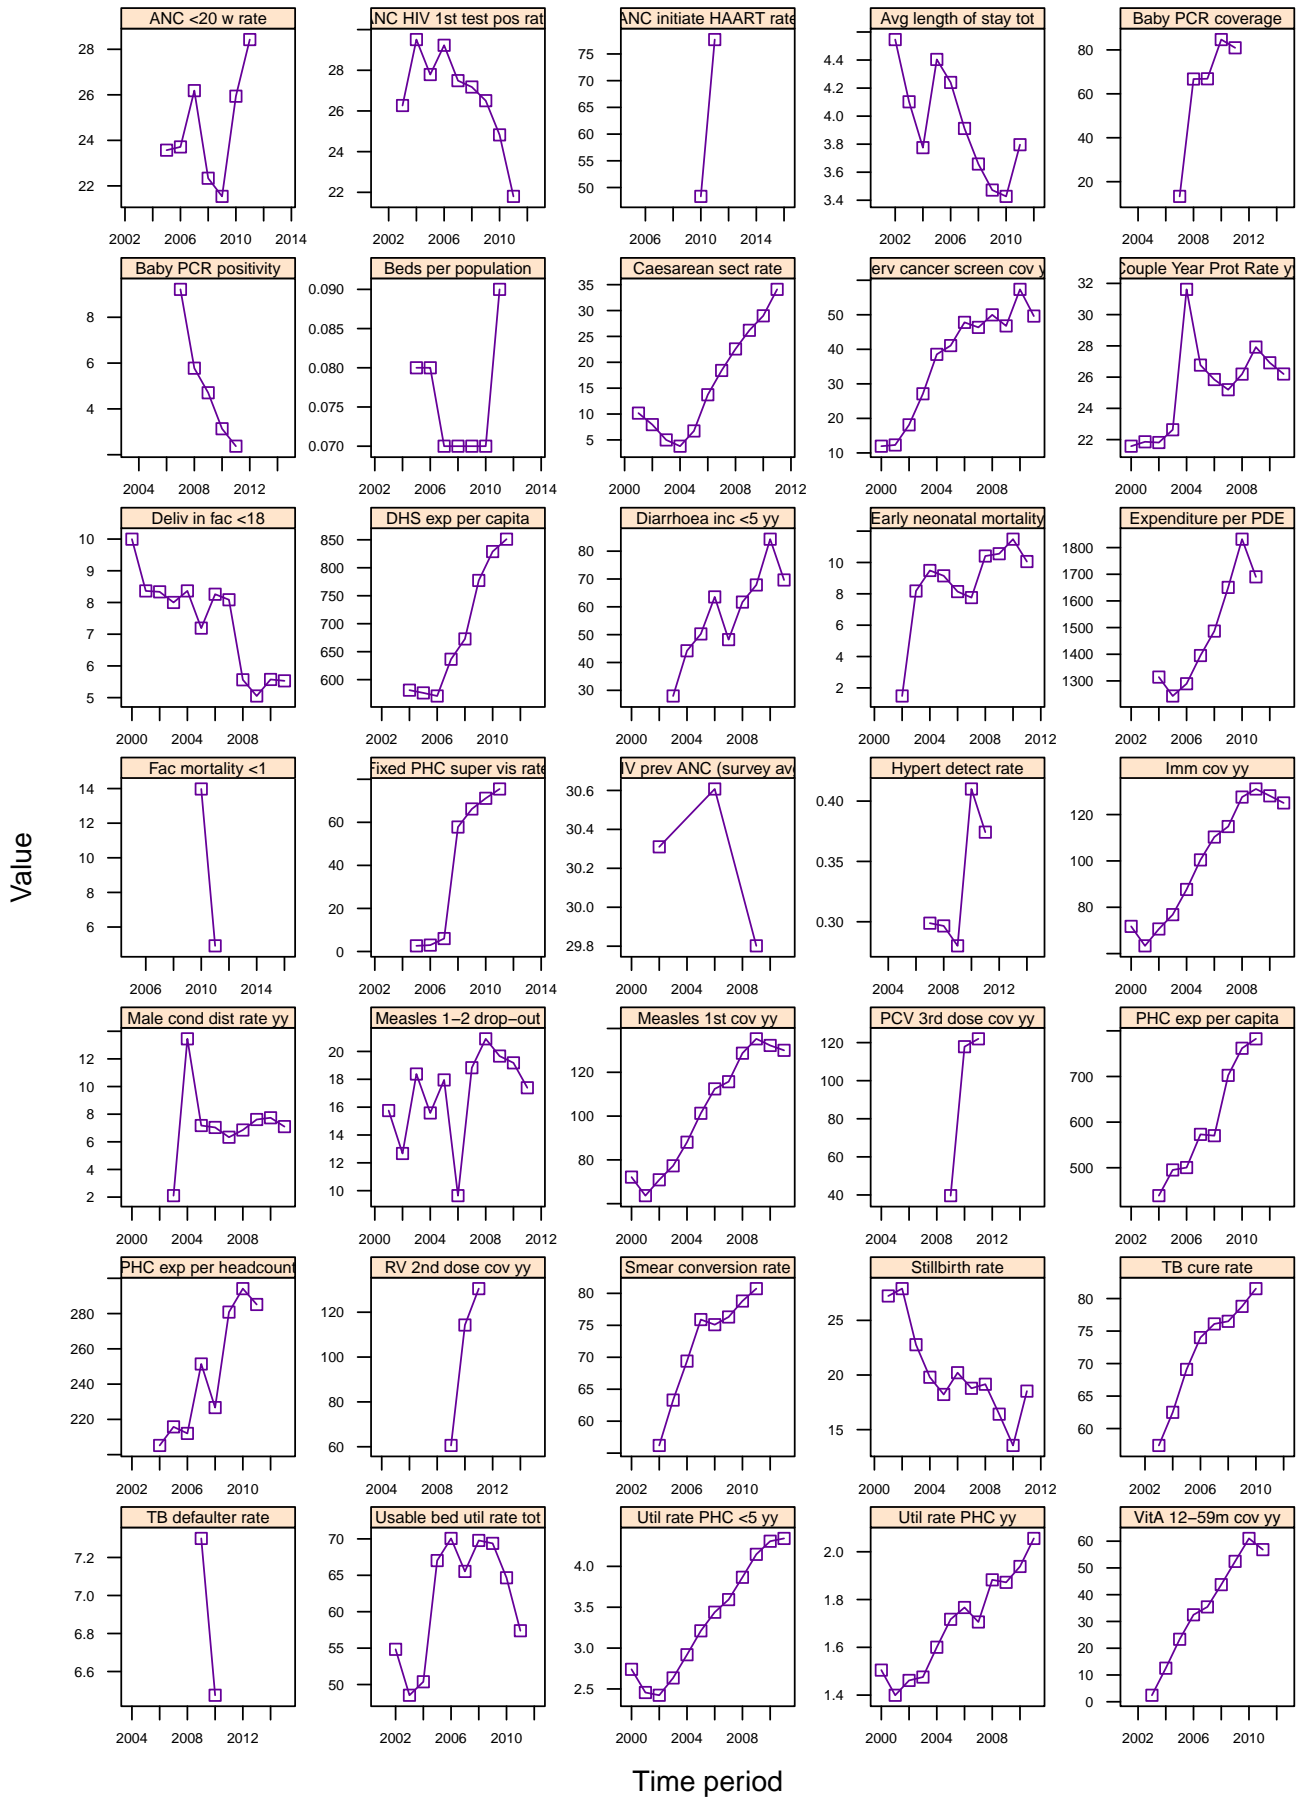 ANC <20 w rate
28
26
24
22
2002 2006 2010 2014
ANC HIV 1st test pos rat
28
26
24
22
2002 2006 2010
ANC initiate HAART rate
75
70
65
60
55
50
2006 2010 2014
Avg length of stay tot
4.4
4.2
4.0
3.8
3.6
3.4
2002 2006 2010
Baby PCR coverage
80
60
40
20
2004 2008 2012
Baby PCR positivity
8
6
4
2004 2008 2012
Beds per population
0.090
0.085
0.080
0.075
0.070
2002 2006 2010 2014
Caesarean sect rate
35
30
25
20
15
10
5
2000 2004 2008 2012
erv cancer screen cov y
50
40
30
20
10
2000 2004 2008
Couple Year Prot Rate y
32
30
28
26
24
22
2000 2004 2008
Deliv in fac <18
10
9
8
7
6
5
2000 2004 2008
DHS exp per capita
850
800
750
700
650
600
2002 2006 2010
Diarrhoea inc <5 yy
80
70
60
50
40
30
2000 2004 2008
Early neonatal mortality
10
8
6
4
2
2000 2004 2008 2012
Expenditure per PDE
1800
1700
1600
1500
1400
1300
2002 2006 2010
Value
Fac mortality <1
14
12
10
8
6
2006 2010 2014
Fixed PHC super vis rate
60
40
20
0
2002 2006 2010 2014
IV prev ANC (survey ave
30.6
30.4
30.2
30.0
29.8
2000 2004 2008
Hypert detect rate
0.40
0.35
0.30
2004 2008 2012
Imm cov yy
120
100
80
2000 2004 2008
Male cond dist rate yy
12
10
8
6
4
2
2000 2004 2008
Measles 1−2 drop−out
20
18
16
14
12
10
2000 2004 2008 2012
Measles 1st cov yy
120
100
80
2000 2004 2008
PCV 3rd dose cov yy
120
100
80
60
40
2004 2008 2012
PHC exp per capita
700
600
500
2002 2006 2010
PHC exp per headcount
280
260
240
220
2002 2006 2010
RV 2nd dose cov yy
120
100
80
60
2004 2008 2012
Smear conversion rate
80
75
70
65
60
2002 2006 2010
Stillbirth rate
25
20
15
2000 2004 2008 2012
TB cure rate
80
75
70
65
60
2002 2006 2010
TB defaulter rate
7.2
7.0
6.8
6.6
2004 2008 2012
Usable bed util rate tot
70
65
60
55
50
2002 2006 2010
Util rate PHC <5 yy
4.0
3.5
3.0
2.5
2000 2004 2008
Util rate PHC yy
2.0
1.8
1.6
1.4
2000 2004 2008
VitA 12−59m cov yy
60
50
40
30
20
10
0
2002 2006 2010
Time period